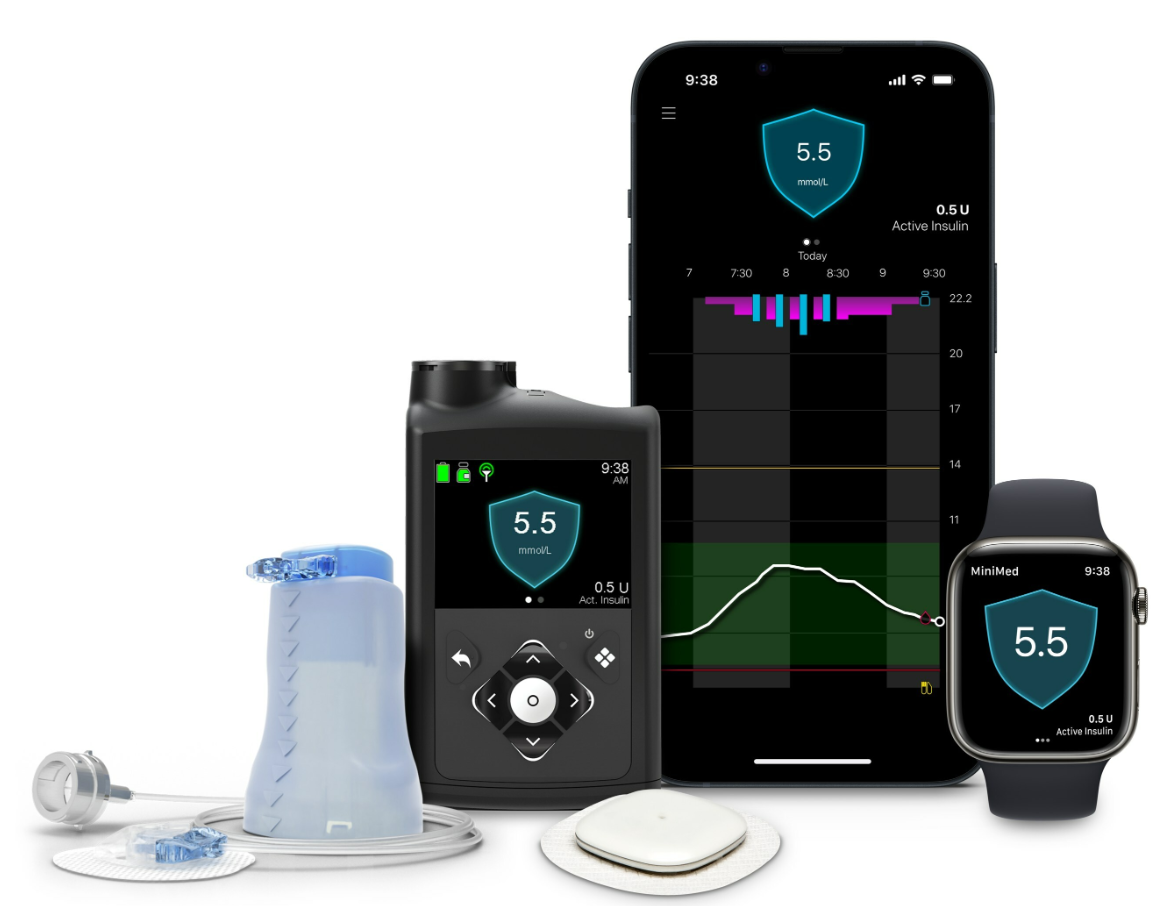 9:38
5.5
mmol/L
0.5 U
Active Insulin
Today
7 7:30 8 8:30 9 9:30
22.2
20
17
14
11
9:38
AM
5.5
mmol/L
0.5 U
Act. Insulin
MiniMed 9:38
5.5
0.5 U
Active Insulin